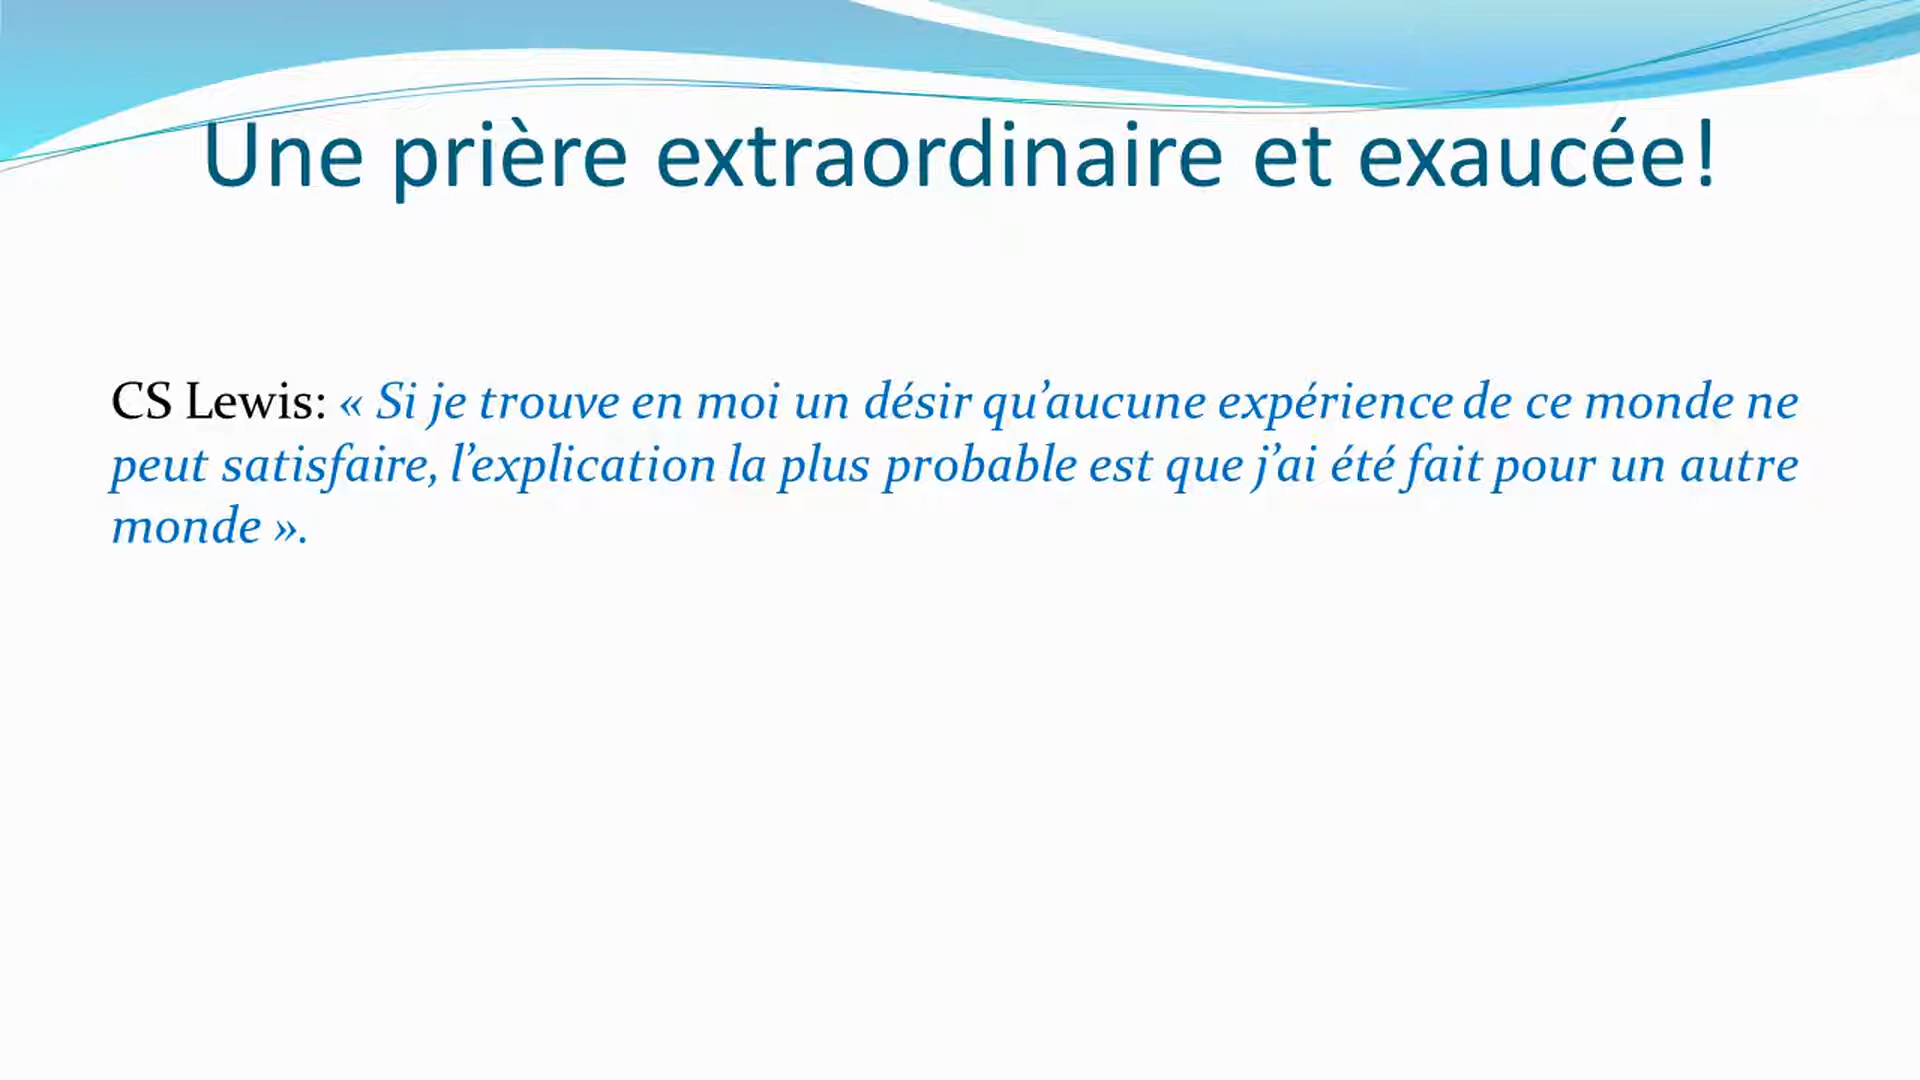 Une prière extraordinaire et exaucée!
CS Lewis: « Si je trouve en moi un désir qu’aucune expérience de ce monde ne
peut satisfaire, l’explication la plus probable est que j’ai été fait pour un autre
monde ».